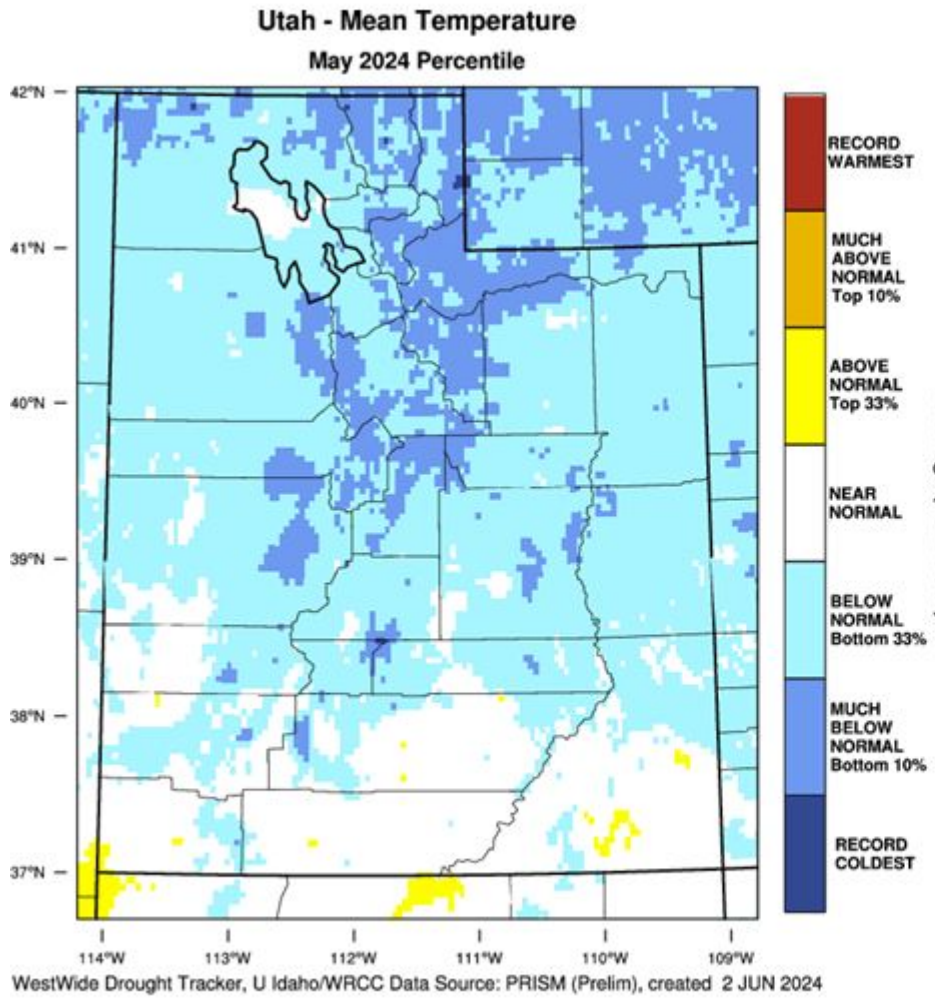 Utah - Mean Temperature
May 2024 Percentile
42°N
41°N
40°N
39°N
38°N
37°N
114°W
113°W
112°W
111°W
110°W
109°W
RECORD
WARMEST
MUCH
ABOVE
NORMAL
Top 10%
ABOVE
NORMAL
Top 33%
NEAR
NORMAL
BELOW
NORMAL
Bottom 33%
MUCH
BELOW
NORMAL
Bottom 10%
RECORD
COLDEST
WestWide Drought Tracker, U Idaho/WRCC Data Source: PRISM (Prelim), created 2 JUN 2024